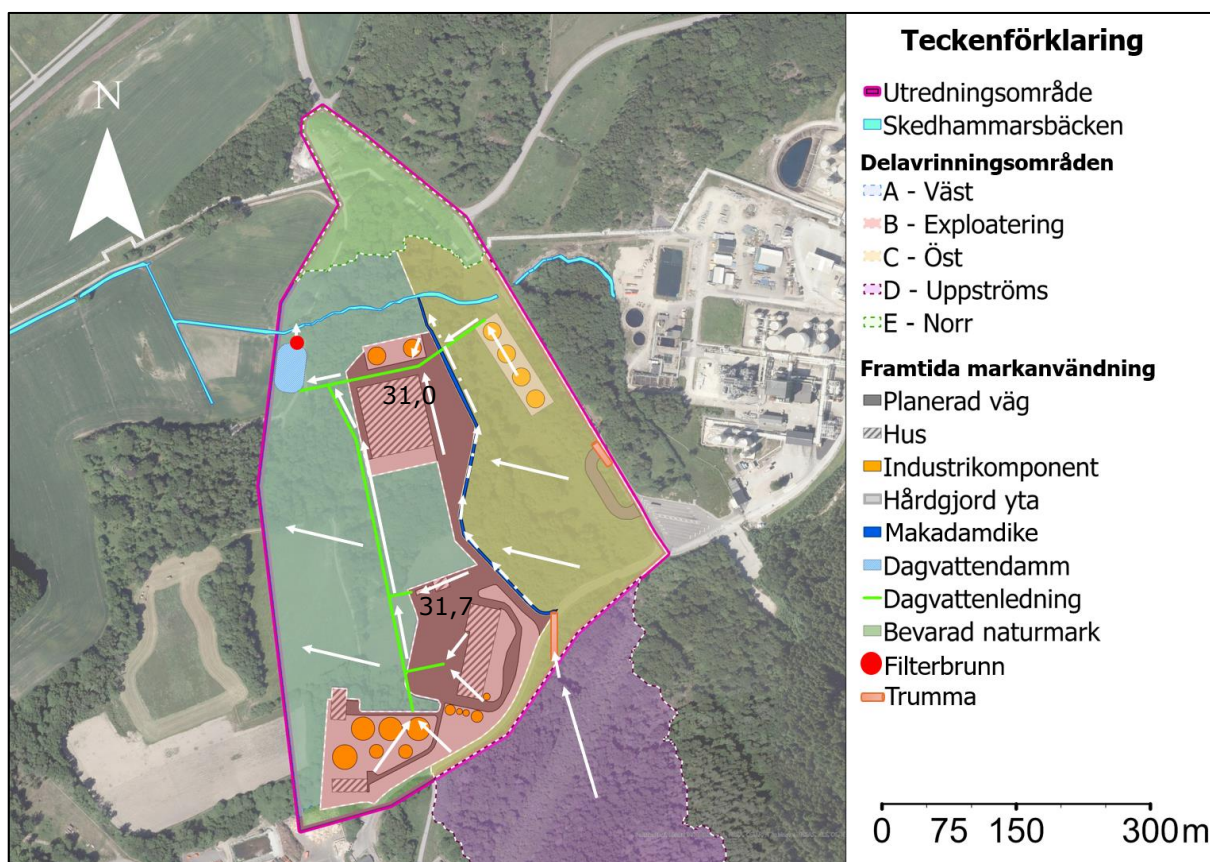 N
31,0
31,7
Teckenförklaring
Utredningsområde
Skedhammarsbäcken
Delavrinningsområden
A - Väst
B - Exploatering
C - Öst
D - Uppströms
E - Norr
Framtida markanvändning
Planerad väg
Hus
Industrikomponent
Hårdgjord yta
Makadamdike
Dagvattendamm
Dagvattenledning
Bevarad naturmark
Filterbrunn
Trumma
0 75 150 300 m